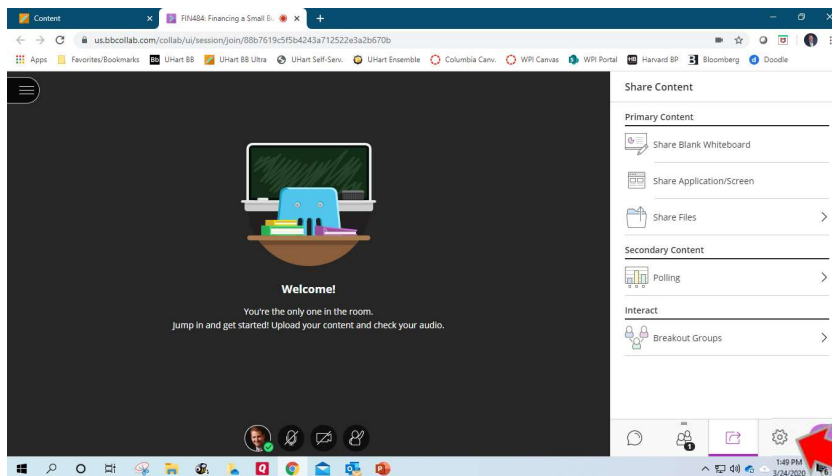 Content
FIN484: Financing a Small Bu
us.bbcollab.com/collab/ui/session/join/88b7619c5f5b4243a712522e3a2b670b
Apps Favorites/Bookmarks Bb UHart BB UHart BB Ultra UHart Self-Serv. UHart Ensemble Columbia Canv. WPI Canvas WPI Portal Harvard BP Bloomberg Doodle
Share Content
Primary Content
Share Blank Whiteboard
Share Application/Screen
Share Files
Secondary Content
Polling
Interact
Breakout Groups
Welcome!
You're the only one in the room.
Jump in and get started! Upload your content and check your audio.
1
1:49 PM
3/24/2020